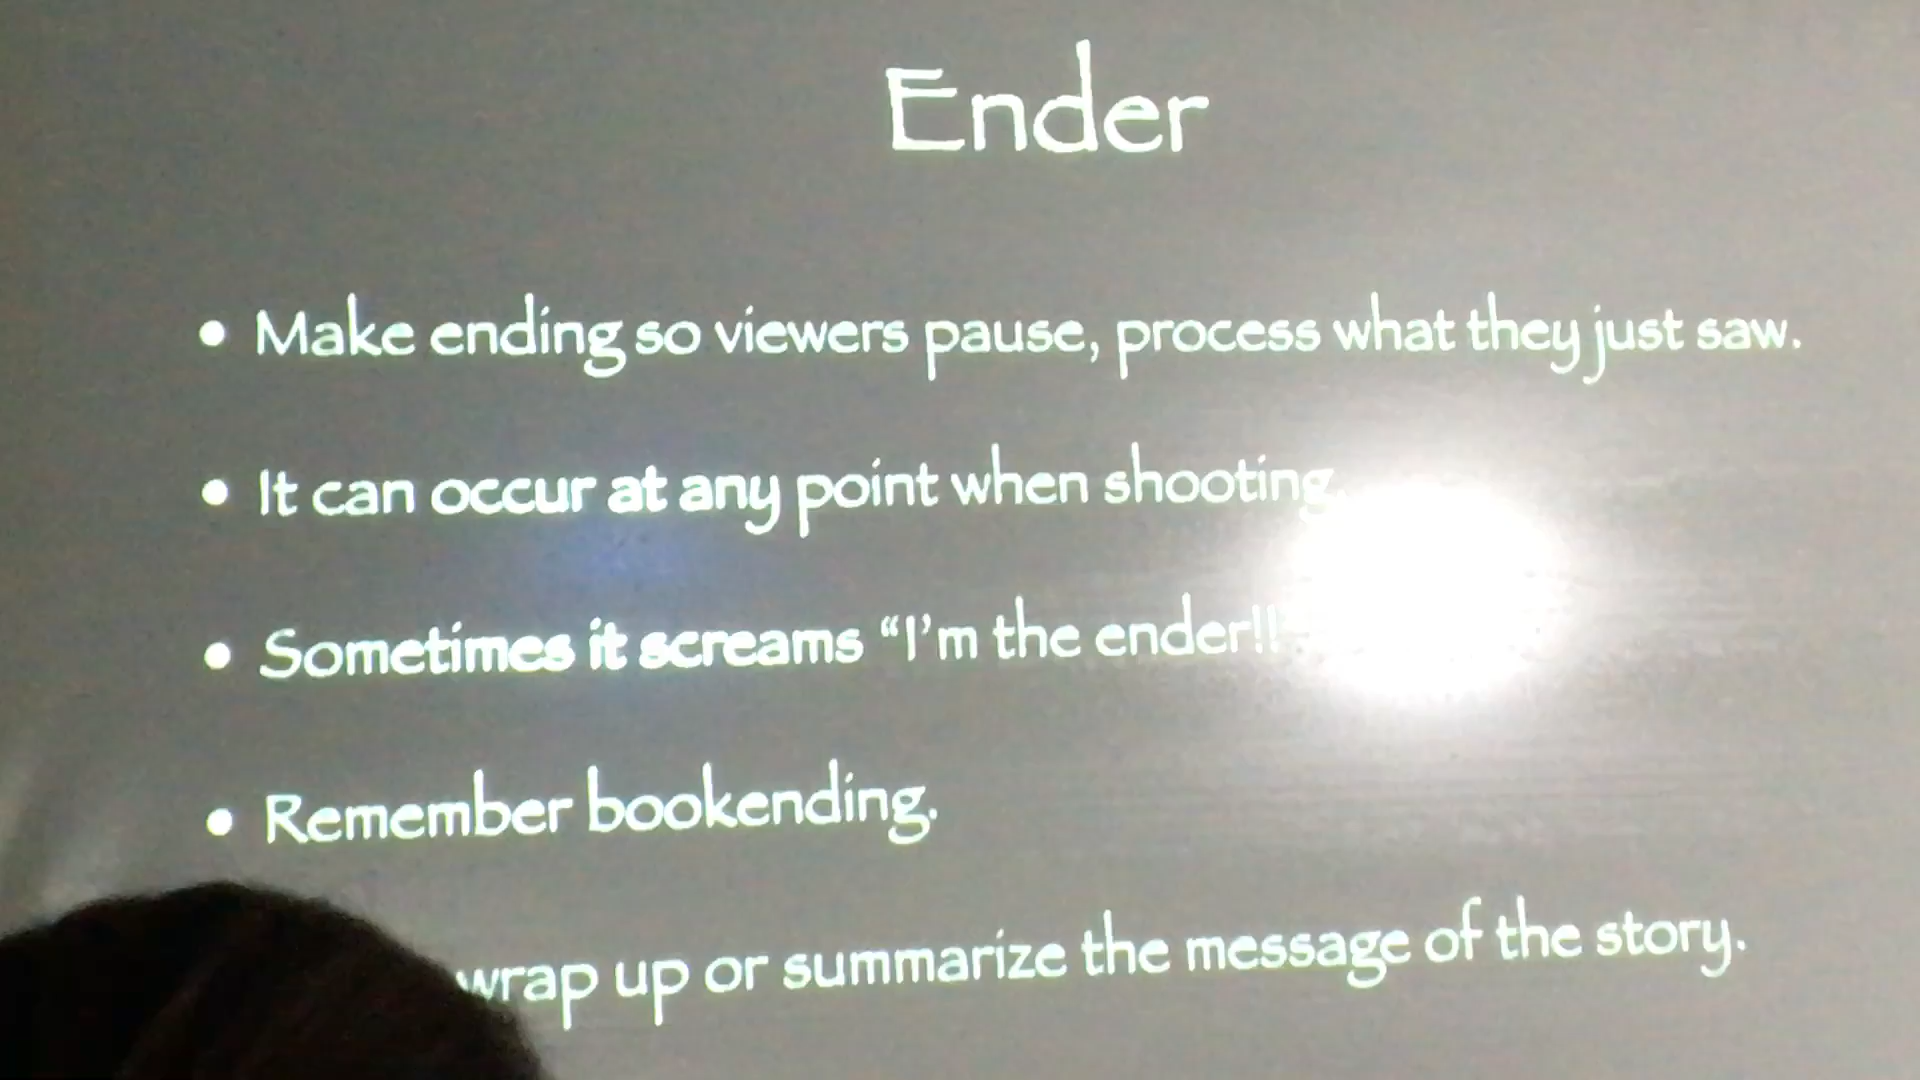 Ender
• Make ending so viewers pause, process what they just saw.
• It can occur at any point when shooting.
• Sometimes it screams “I’m the ender!!
• Remember bookending.
wrap up or summarize the message of the story.